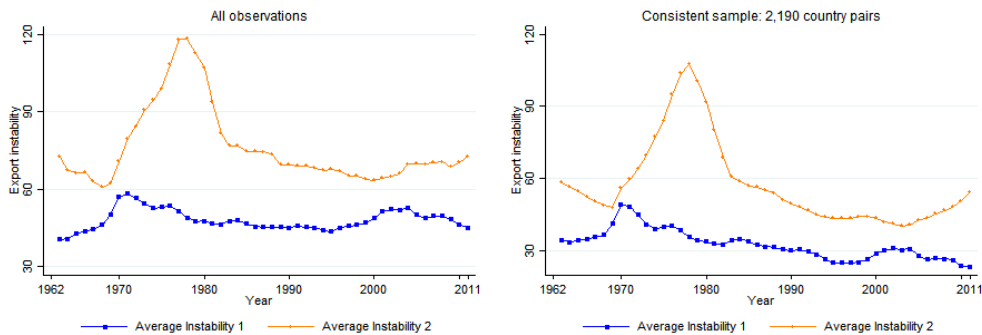 All observations
Export instability
120
90
60
30
1962
1970
1980
1990
2000
2011
Year
Average Instability 1
Average Instability 2
Consistent sample: 2,190 country pairs
Export instability
120
90
60
30
1962
1970
1980
1990
2000
2011
Year
Average Instability 1
Average Instability 2